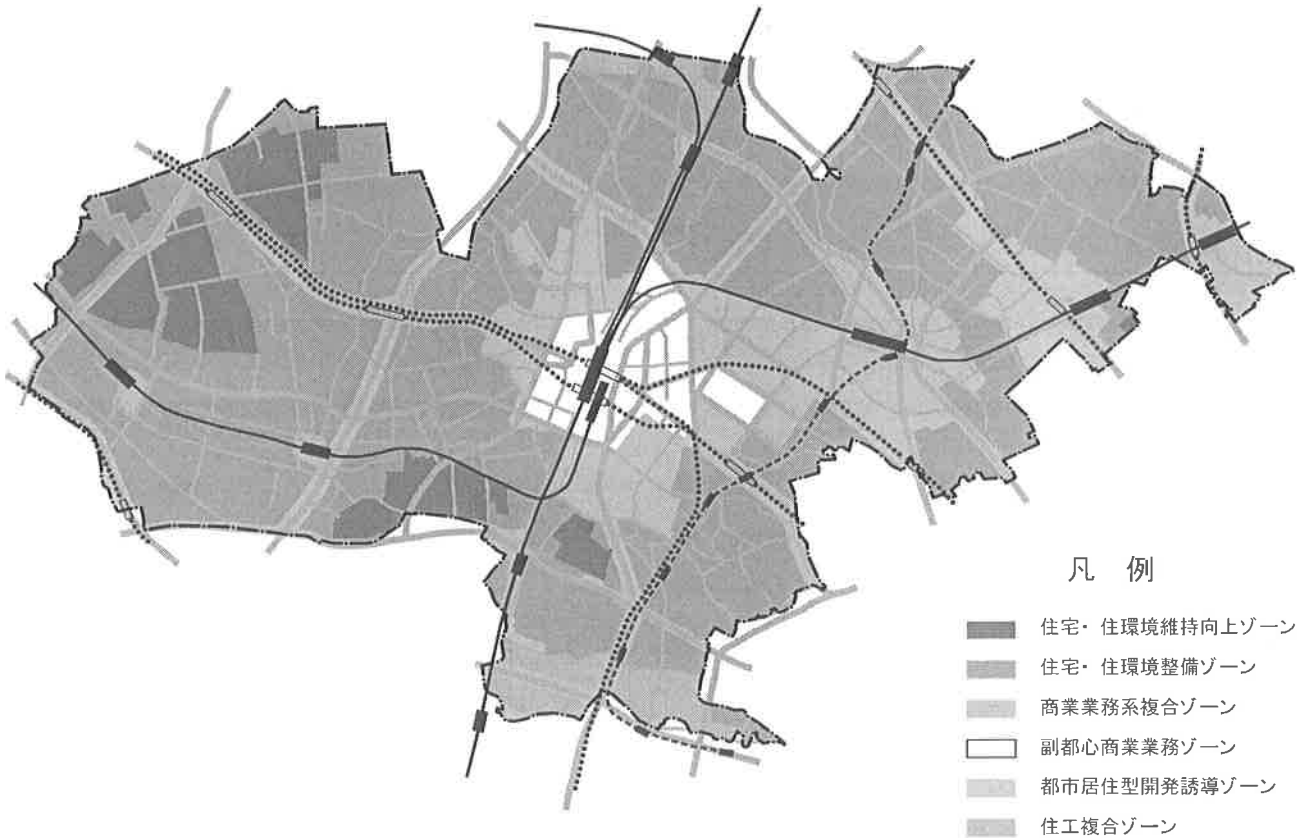 凡 例
住宅・住環境維持向上ゾーン
住宅・住環境整備ゾーン
商業業務系複合ゾーン
副都心商業業務ゾーン
都市居住型開発誘導ゾーン
住工複合ゾーン